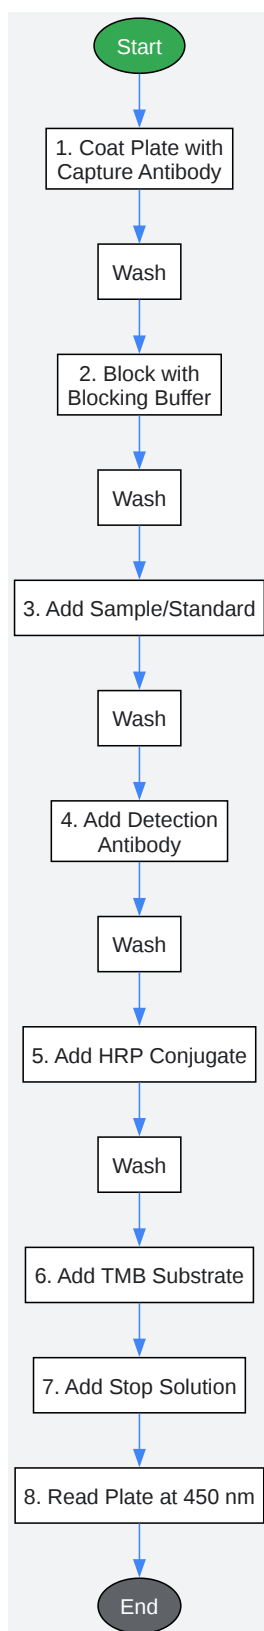 Start
1. Coat Plate with
Capture Antibody
Wash
2. Block with
Blocking Buffer
Wash
3. Add Sample/Standard
Wash
4. Add Detection
Antibody
Wash
5. Add HRP Conjugate
Wash
6. Add TMB Substrate
7. Add Stop Solution
8. Read Plate at 450 nm
End